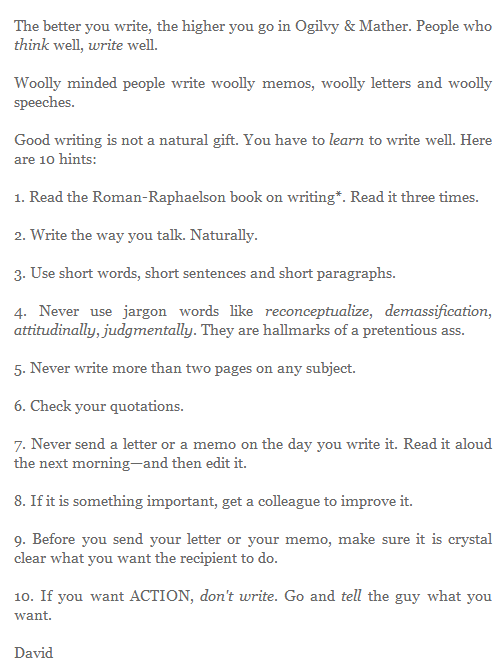 The better you write, the higher you go in Ogilvy & Mather. People who
think well, write well.
Woolly minded people write woolly memos, woolly letters and woolly
speeches.
Good writing is not a natural gift. You have to learn to write well. Here
are 10 hints:
1. Read the Roman-Raphaelson book on writing*. Read it three times.
2. Write the way you talk. Naturally.
3. Use short words, short sentences and short paragraphs.
4. Never use jargon words like reconceptualize, demassification,
attitudinally, judgmentally. They are hallmarks of a pretentious ass.
5. Never write more than two pages on any subject.
6. Check your quotations.
7. Never send a letter or a memo on the day you write it. Read it aloud
the next morning—and then edit it.
8. If it is something important, get a colleague to improve it.
9. Before you send your letter or your memo, make sure it is crystal
clear what you want the recipient to do.
10. If you want ACTION, don't write. Go and tell the guy what you
want.
David